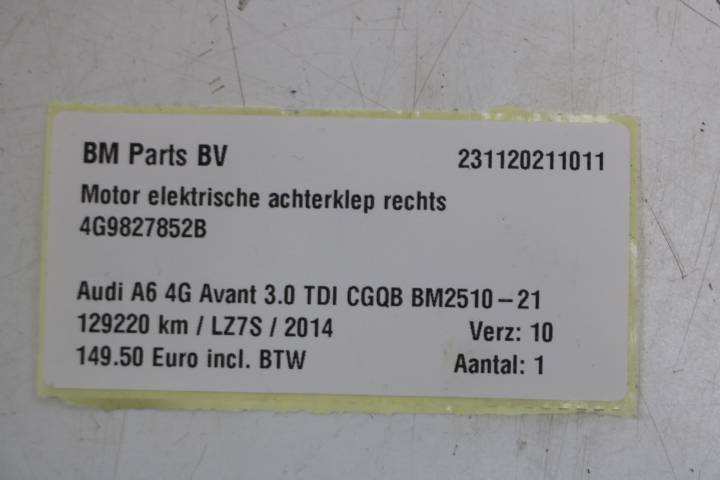 BM Parts BV 231120211011
Motor elektrische achterklep rechts
4G9827852B
Audi A6 4G Avant 3.0 TDI CGQB BM2510-21
129220 km / LZ7S / 2014 Verz: 10
149.50 Euro incl. BTW Aantal: 1